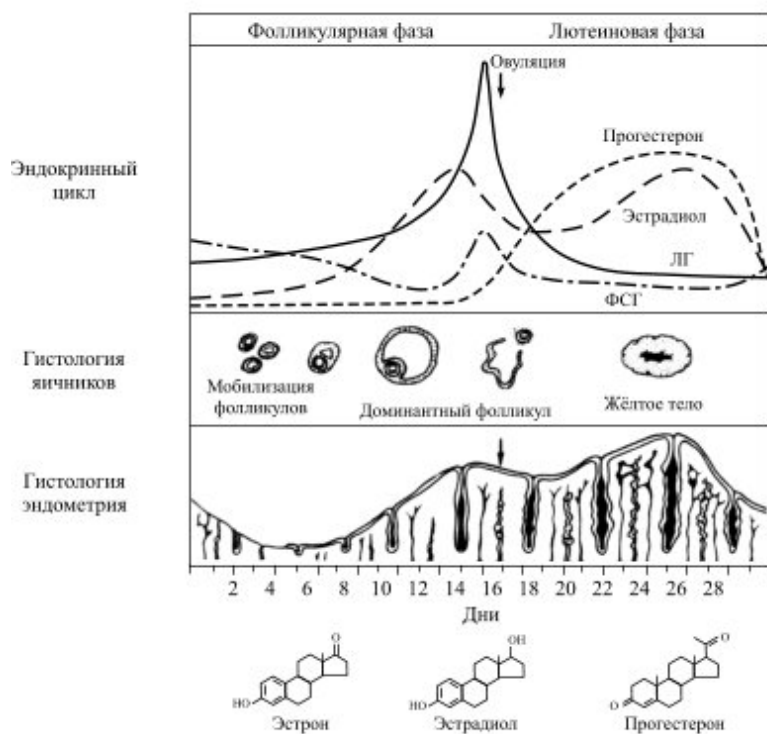 Фолликулярная фаза
Лютеиновая фаза
Овуляция
Прогестерон
Эндокринный
цикл
Эстрадиол
ЛГ
ФСГ
Гистология
яичников
Мобилизация
фолликулов
Доминантный фолликул
Жёлтое тело
Гистология
эндометрия
2 4 6 8 10 12 14 16 18 20 22 24 26 28
Дни
O
HO
Эстрон
OH
HO
Эстрадиол
O
O
Прогестерон